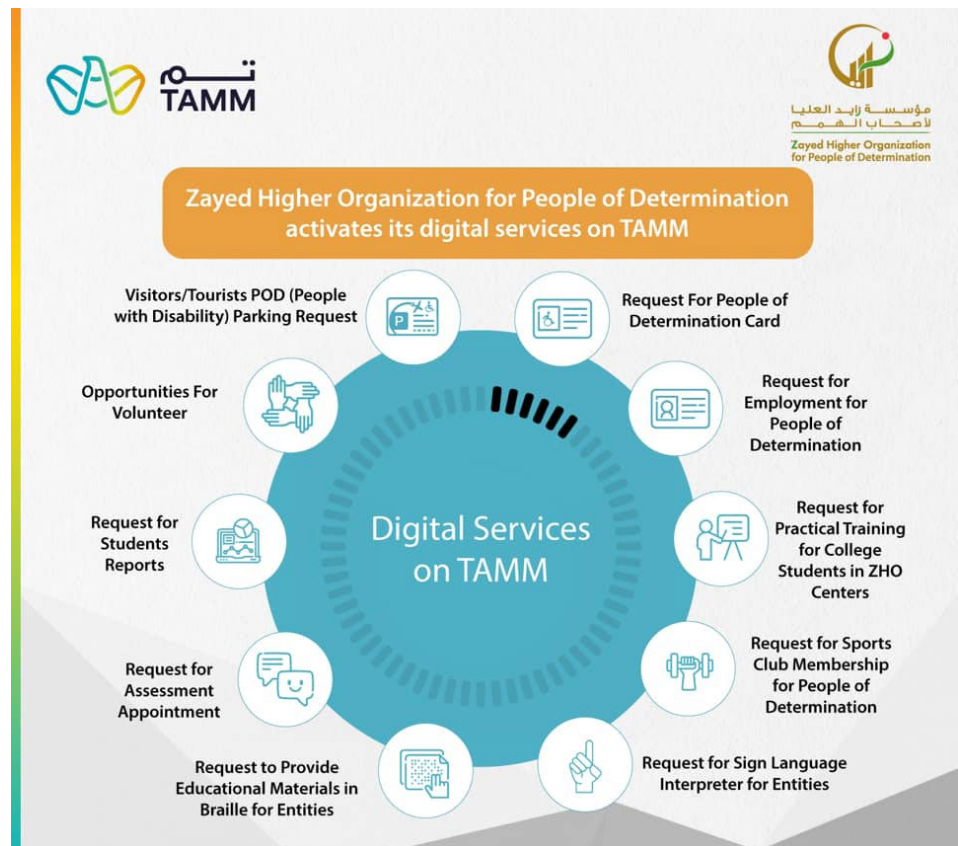 تم
TAMM
مؤسسة زايد العليا
لأصحاب الهمم
Zayed Higher Organization
for People of Determination
Zayed Higher Organization for People of Determination
activates its digital services on TAMM
Visitors/Tourists POD (People
with Disability) Parking Request
P
Request For People of
Determination Card
Opportunities For
Volunteer
Request for
Employment for
People of
Determination
Request for
Students
Reports
Digital Services
on TAMM
Request for
Practical Training
for College
Students in ZHO
Centers
Request for
Assessment
Appointment
Request for Sports
Club Membership
for People of
Determination
Request to Provide
Educational Materials in
Braille for Entities
Request for Sign Language
Interpreter for Entities